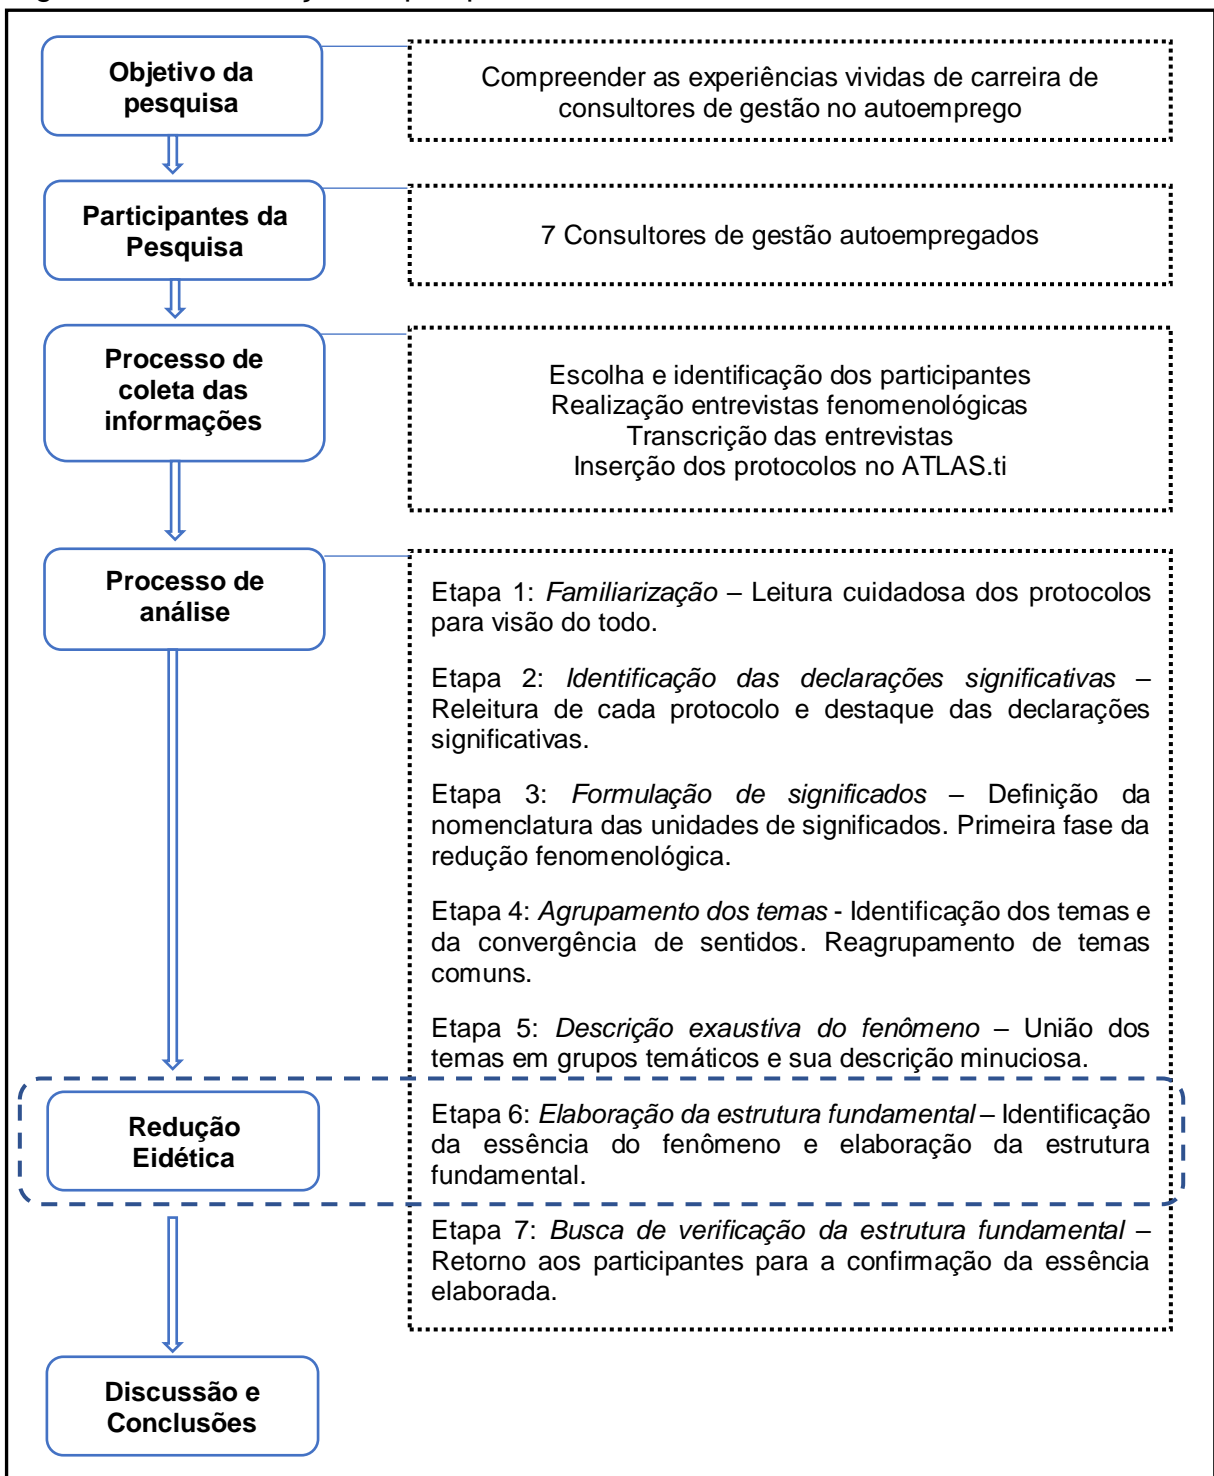 Objetivo da
pesquisa
Compreender as experiências vividas de carreira de
consultores de gestão no autoemprego
Participantes da
Pesquisa
7 Consultores de gestão autoempregados
Processo de
coleta das
informações
Escolha e identificação dos participantes
Realização entrevistas fenomenológicas
Transcrição das entrevistas
Inserção dos protocolos no ATLAS.ti
Processo de
análise
Etapa 1: Familiarização – Leitura cuidadosa dos protocolos
para visão do todo.
Etapa 2: Identificação das declarações significativas –
Releitura de cada protocolo e destaque das declarações
significativas.
Etapa 3: Formulação de significados – Definição da
nomenclatura das unidades de significados. Primeira fase da
redução fenomenológica.
Etapa 4: Agrupamento dos temas - Identificação dos temas e
da convergência de sentidos. Reagrupamento de temas
comuns.
Etapa 5: Descrição exaustiva do fenômeno – União dos
temas em grupos temáticos e sua descrição minuciosa.
Redução
Eidética
Etapa 6: Elaboração da estrutura fundamental – Identificação
da essência do fenômeno e elaboração da estrutura
fundamental.
Etapa 7: Busca de verificação da estrutura fundamental –
Retorno aos participantes para a confirmação da essência
elaborada.
Discussão e
Conclusões